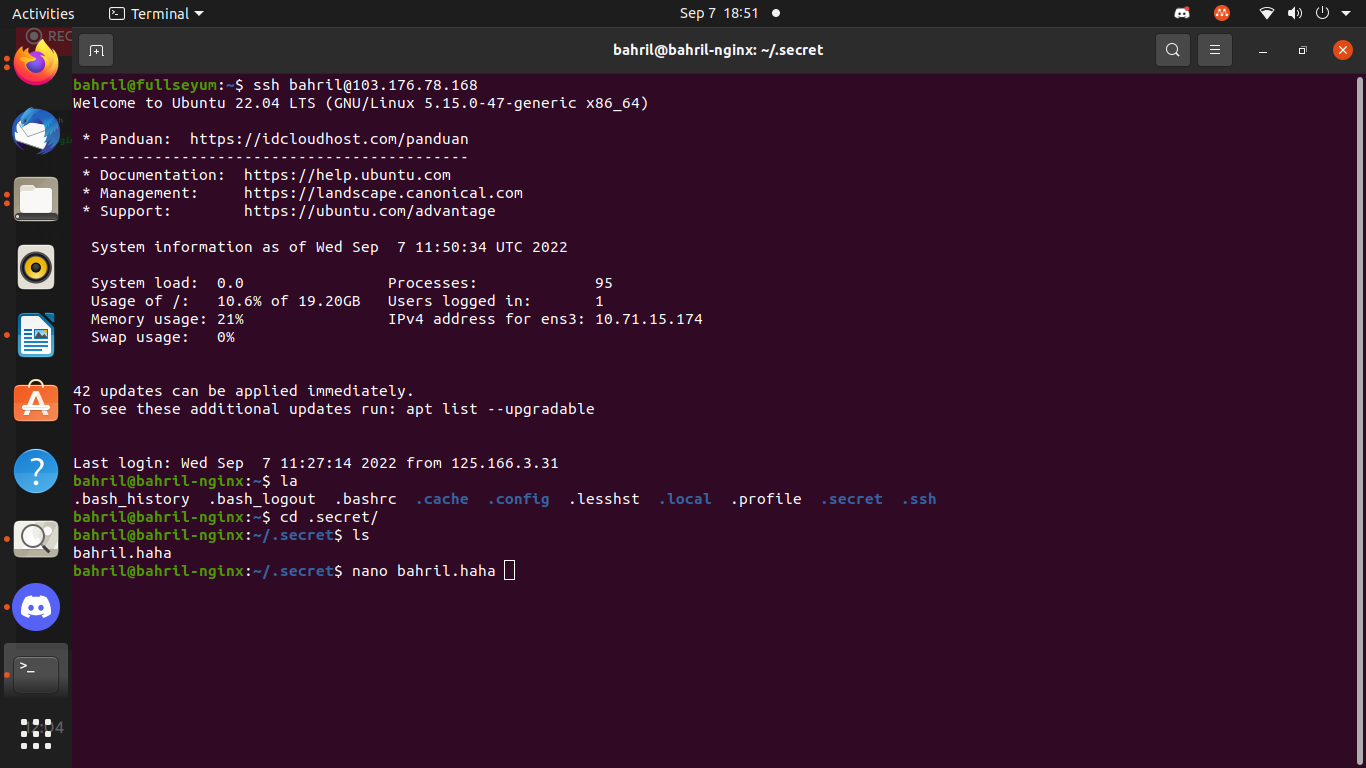 Activities Terminal Sep 7 18:51
REC
bahril@bahril-nginx: ~/.secret
bahril@fullseyum:~$ ssh bahril@103.176.78.168
Welcome to Ubuntu 22.04 LTS (GNU/Linux 5.15.0-47-generic x86_64)
* Panduan:  https://idcloudhost.com/panduan
-------------------------------------------
* Documentation:  https://help.ubuntu.com
* Management:     https://landscape.canonical.com
* Support:        https://ubuntu.com/advantage
System information as of Wed Sep  7 11:50:34 UTC 2022
System load:  0.0                Processes:             95
Usage of /:   10.6% of 19.20GB   Users logged in:       1
Memory usage: 21%                IPv4 address for ens3: 10.71.15.174
Swap usage:   0%
42 updates can be applied immediately.
To see these additional updates run: apt list --upgradable
Last login: Wed Sep  7 11:27:14 2022 from 125.166.3.31
bahril@bahril-nginx:~$ la
.bash_history  .bash_logout  .bashrc  .cache  .config  .lesshst  .local  .profile  .secret  .ssh
bahril@bahril-nginx:~$ cd .secret/
bahril@bahril-nginx:~/.secret$ ls
bahril.haha
bahril@bahril-nginx:~/.secret$ nano bahril.haha